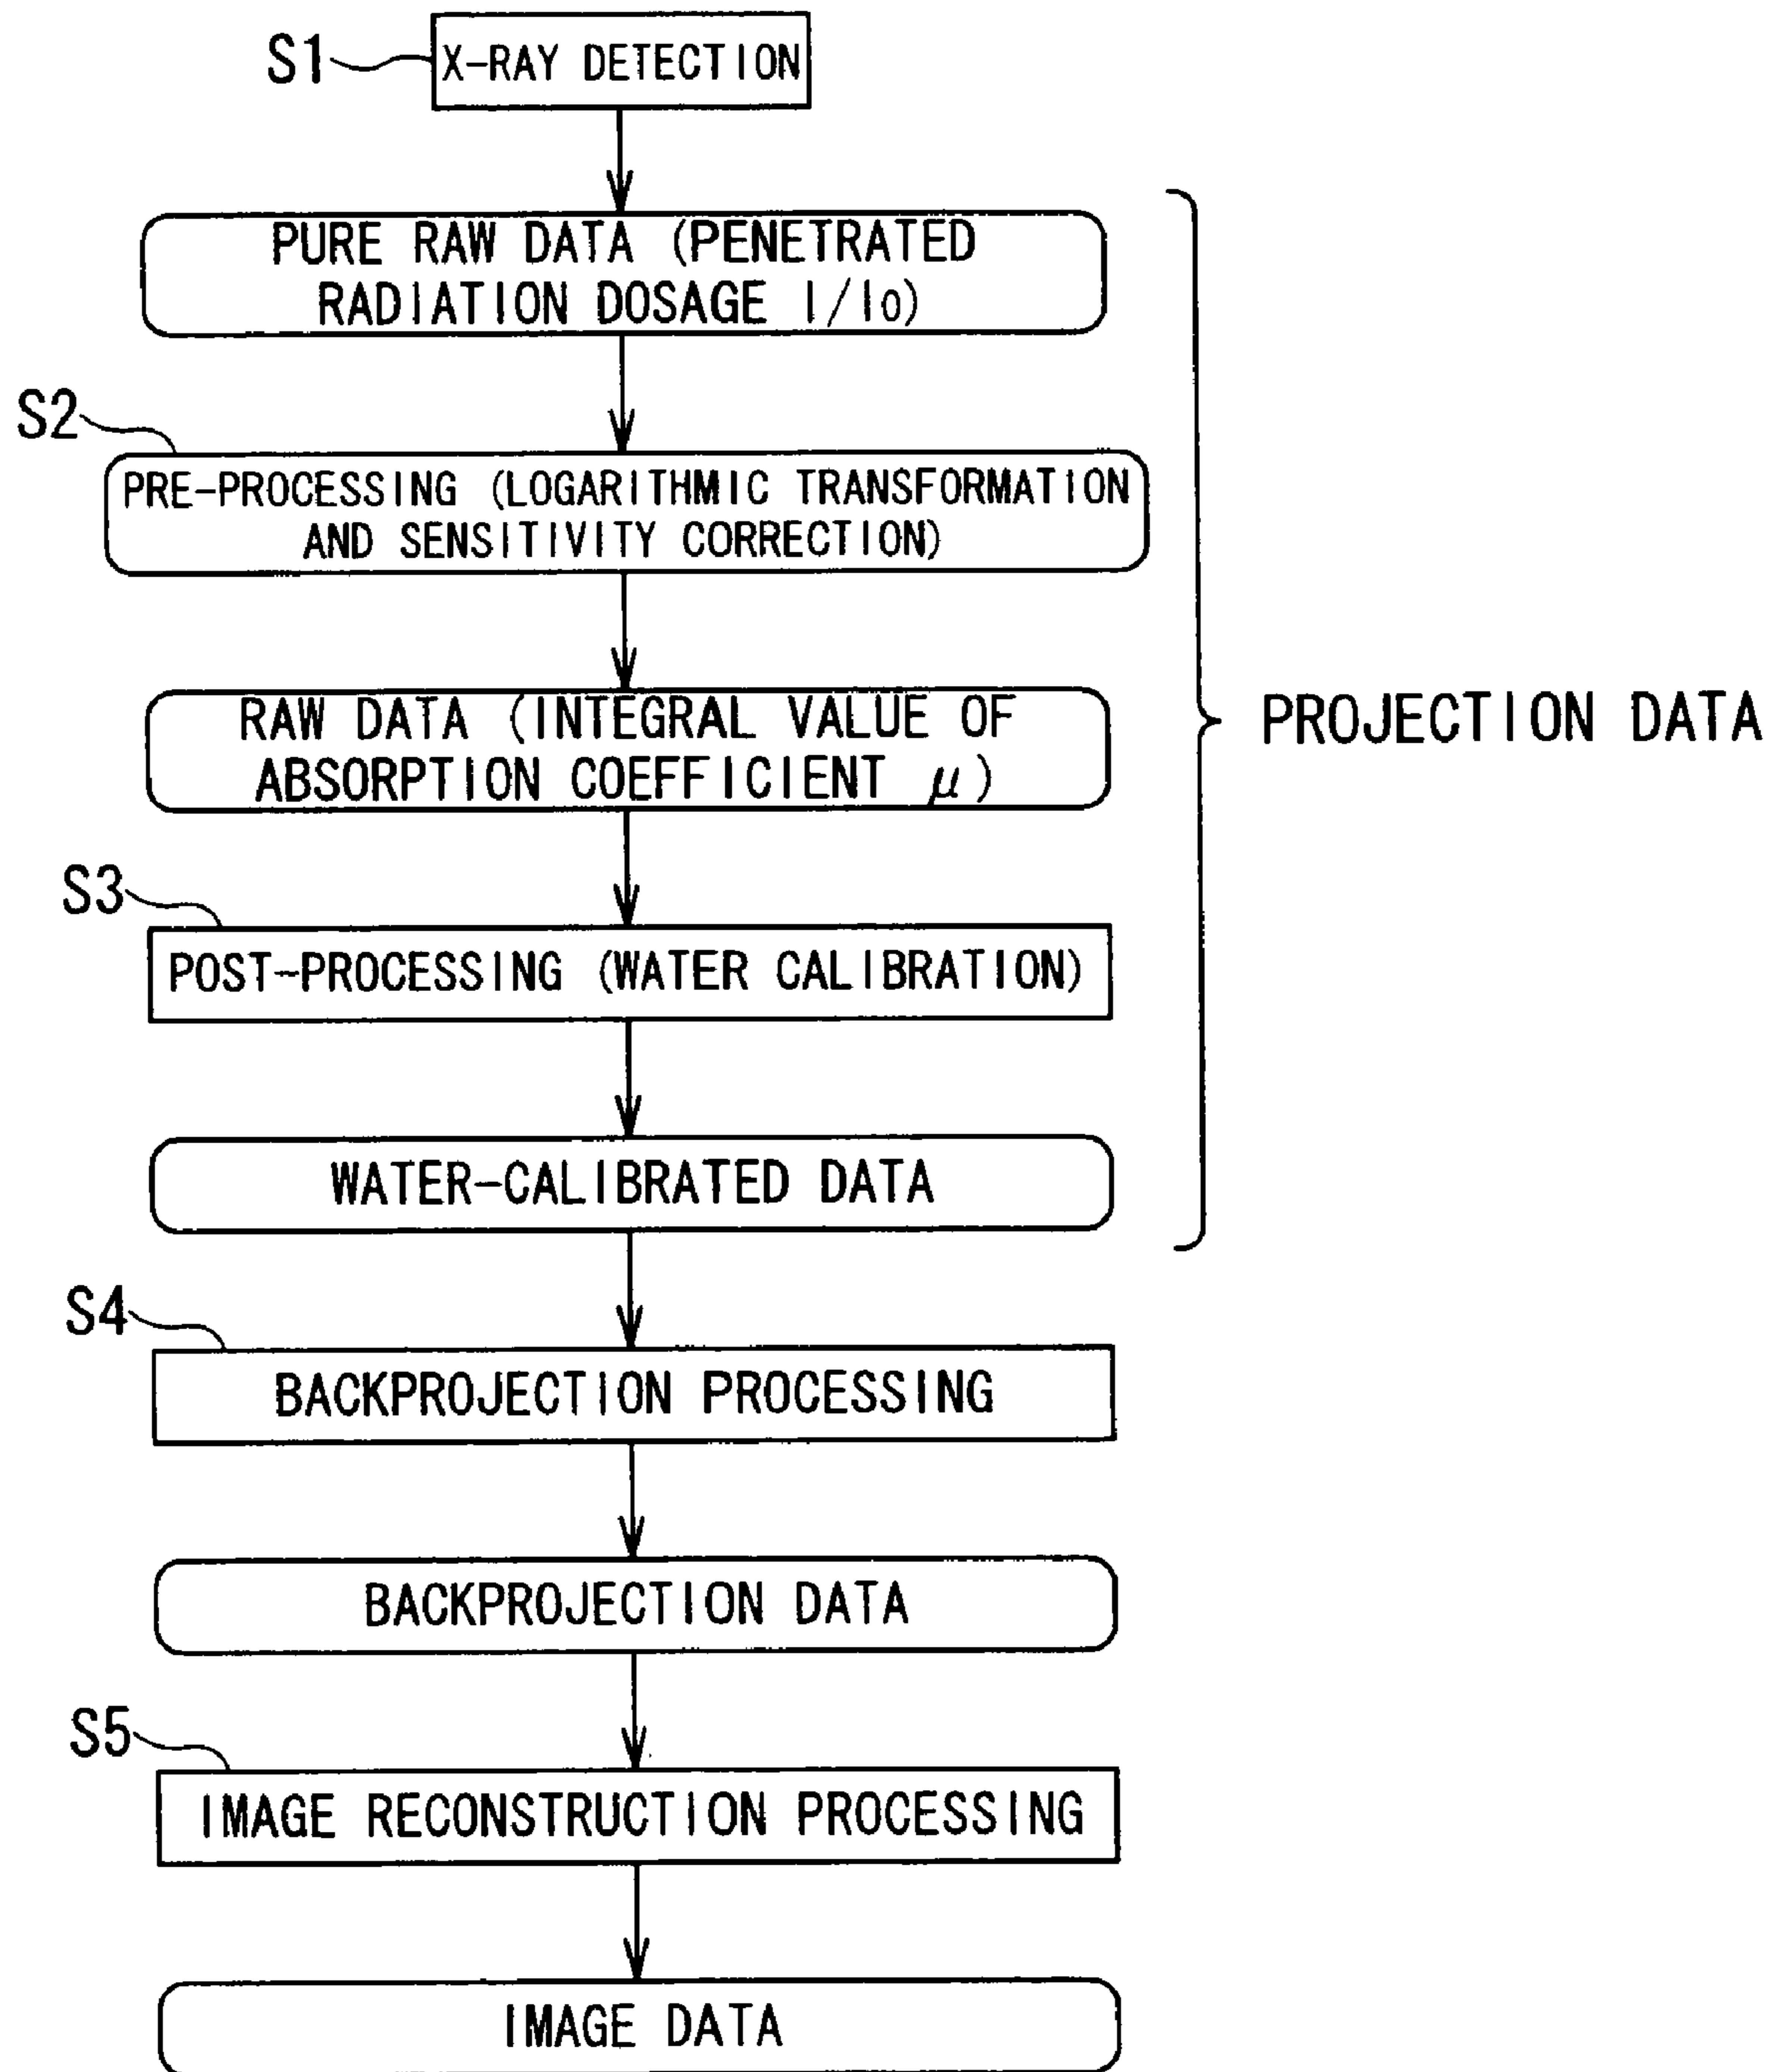 S1
X-RAY DETECTION
PURE RAW DATA (PENETRATED
RADIATION DOSAGE I/I0)
S2
PRE-PROCESSING (LOGARITHMIC TRANSFORMATION
AND SENSITIVITY CORRECTION)
RAW DATA (INTEGRAL VALUE OF
ABSORPTION COEFFICIENT μ)
PROJECTION DATA
S3
POST-PROCESSING (WATER CALIBRATION)
WATER-CALIBRATED DATA
S4
BACKPROJECTION PROCESSING
BACKPROJECTION DATA
S5
IMAGE RECONSTRUCTION PROCESSING
IMAGE DATA